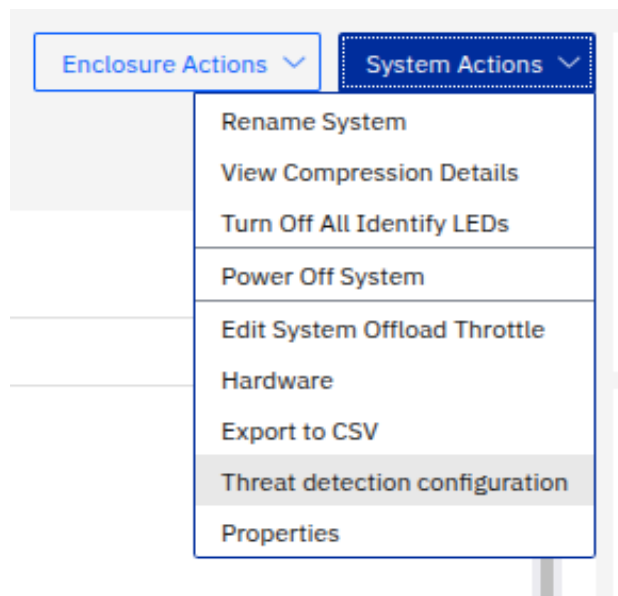 Enclosure Actions
System Actions
Rename System
View Compression Details
Turn Off All Identify LEDs
Power Off System
Edit System Offload Throttle
Hardware
Export to CSV
Threat detection configuration
Properties